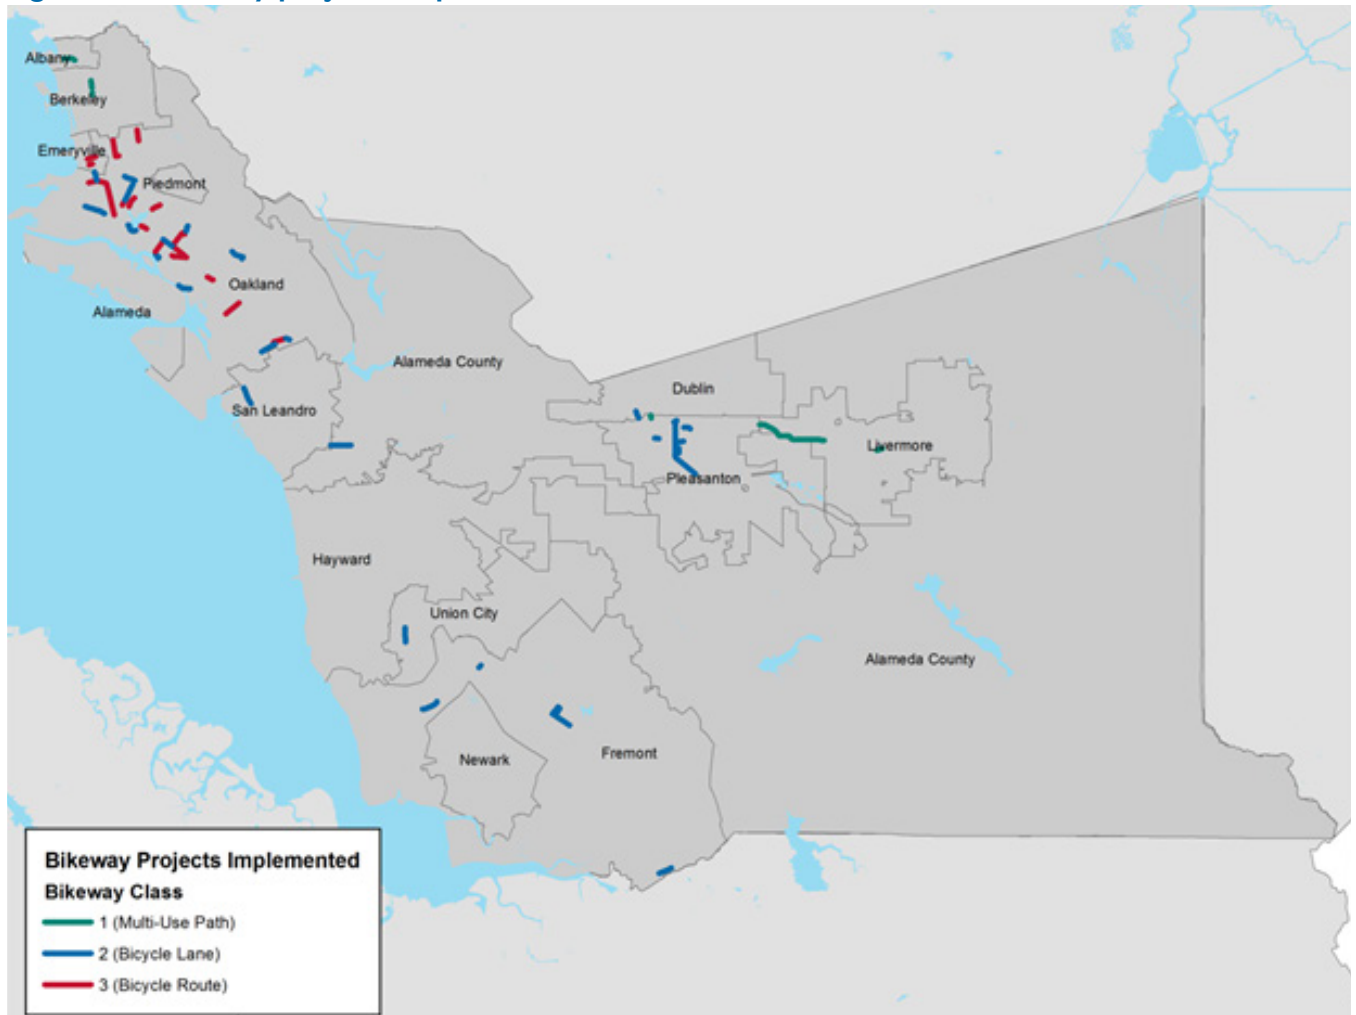 Albany
Berkeley
Emeryville
Piedmont
Oakland
Alameda
Alameda County
Dublin
San Leandro
Livermore
Pleasanton
Hayward
Union City
Alameda County
Fremont
Newark
Bikeway Projects Implemented
Bikeway Class
1 (Multi-Use Path)
2 (Bicycle Lane)
3 (Bicycle Route)